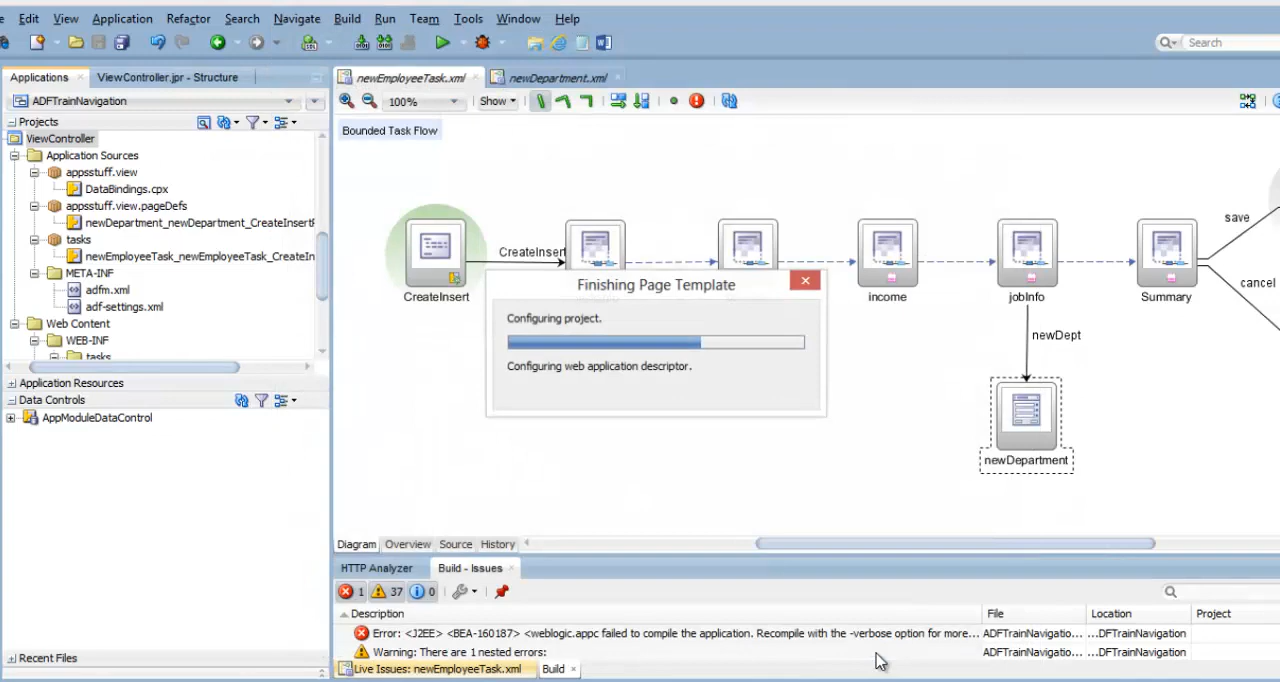 Edit View Application Refactor Search Navigate Build Run Team Tools Window Help
Search
Applications ViewController.jpr - Structure
newEmployeeTask.xml newDepartment.xml
ADFTrainNavigation
100% Show
Projects
Bounded Task Flow
ViewController
Application Sources
appsstuff.view
DataBindings.cpx
appsstuff.view.pageDefs
newDepartment_newDepartment_CreateInsertP
tasks
newEmployeeTask_newEmployeeTask_CreateIn
META-INF
adfm.xml
adf-settings.xml
Web Content
WEB-INF
tasks
Application Resources
Data Controls
AppModuleDataControl
Recent Files
CreateInsert
CreateInsert
income
jobInfo
Summary
save
cancel
newDept
newDepartment
Finishing Page Template
Configuring project.
Configuring web application descriptor.
Diagram Overview Source History
HTTP Analyzer Build - Issues
1 37 0
Description File Location Project
Error: <J2EE> <BEA-160187> <weblogic.appc failed to compile the application. Recompile with the -verbose option for more... ADFTrainNavigatio... ...DFTrainNavigation
Warning: There are 1 nested errors: ADFTrainNavigatio... ...DFTrainNavigation
Live Issues: newEmployeeTask.xml Build